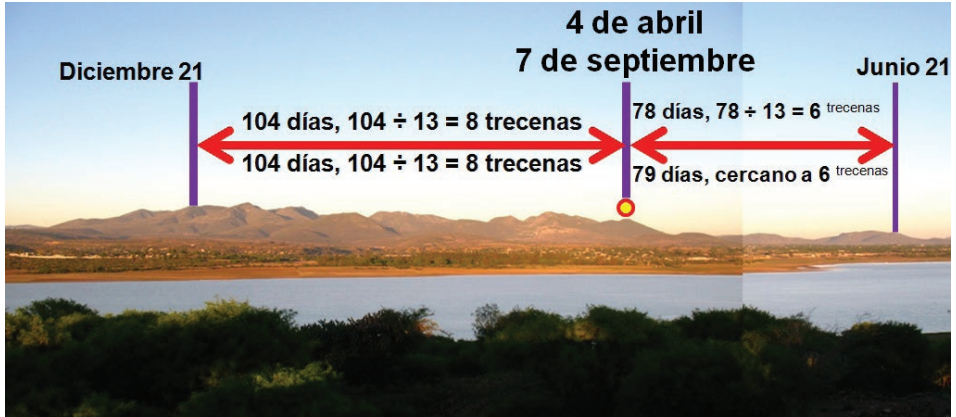 4 de abril
7 de septiembre
Diciembre 21
Junio 21
104 días, 104 ÷ 13 = 8 trecenas
78 días, 78 ÷ 13 = 6 trecenas
104 días, 104 ÷ 13 = 8 trecenas
79 días, cercano a 6 trecenas